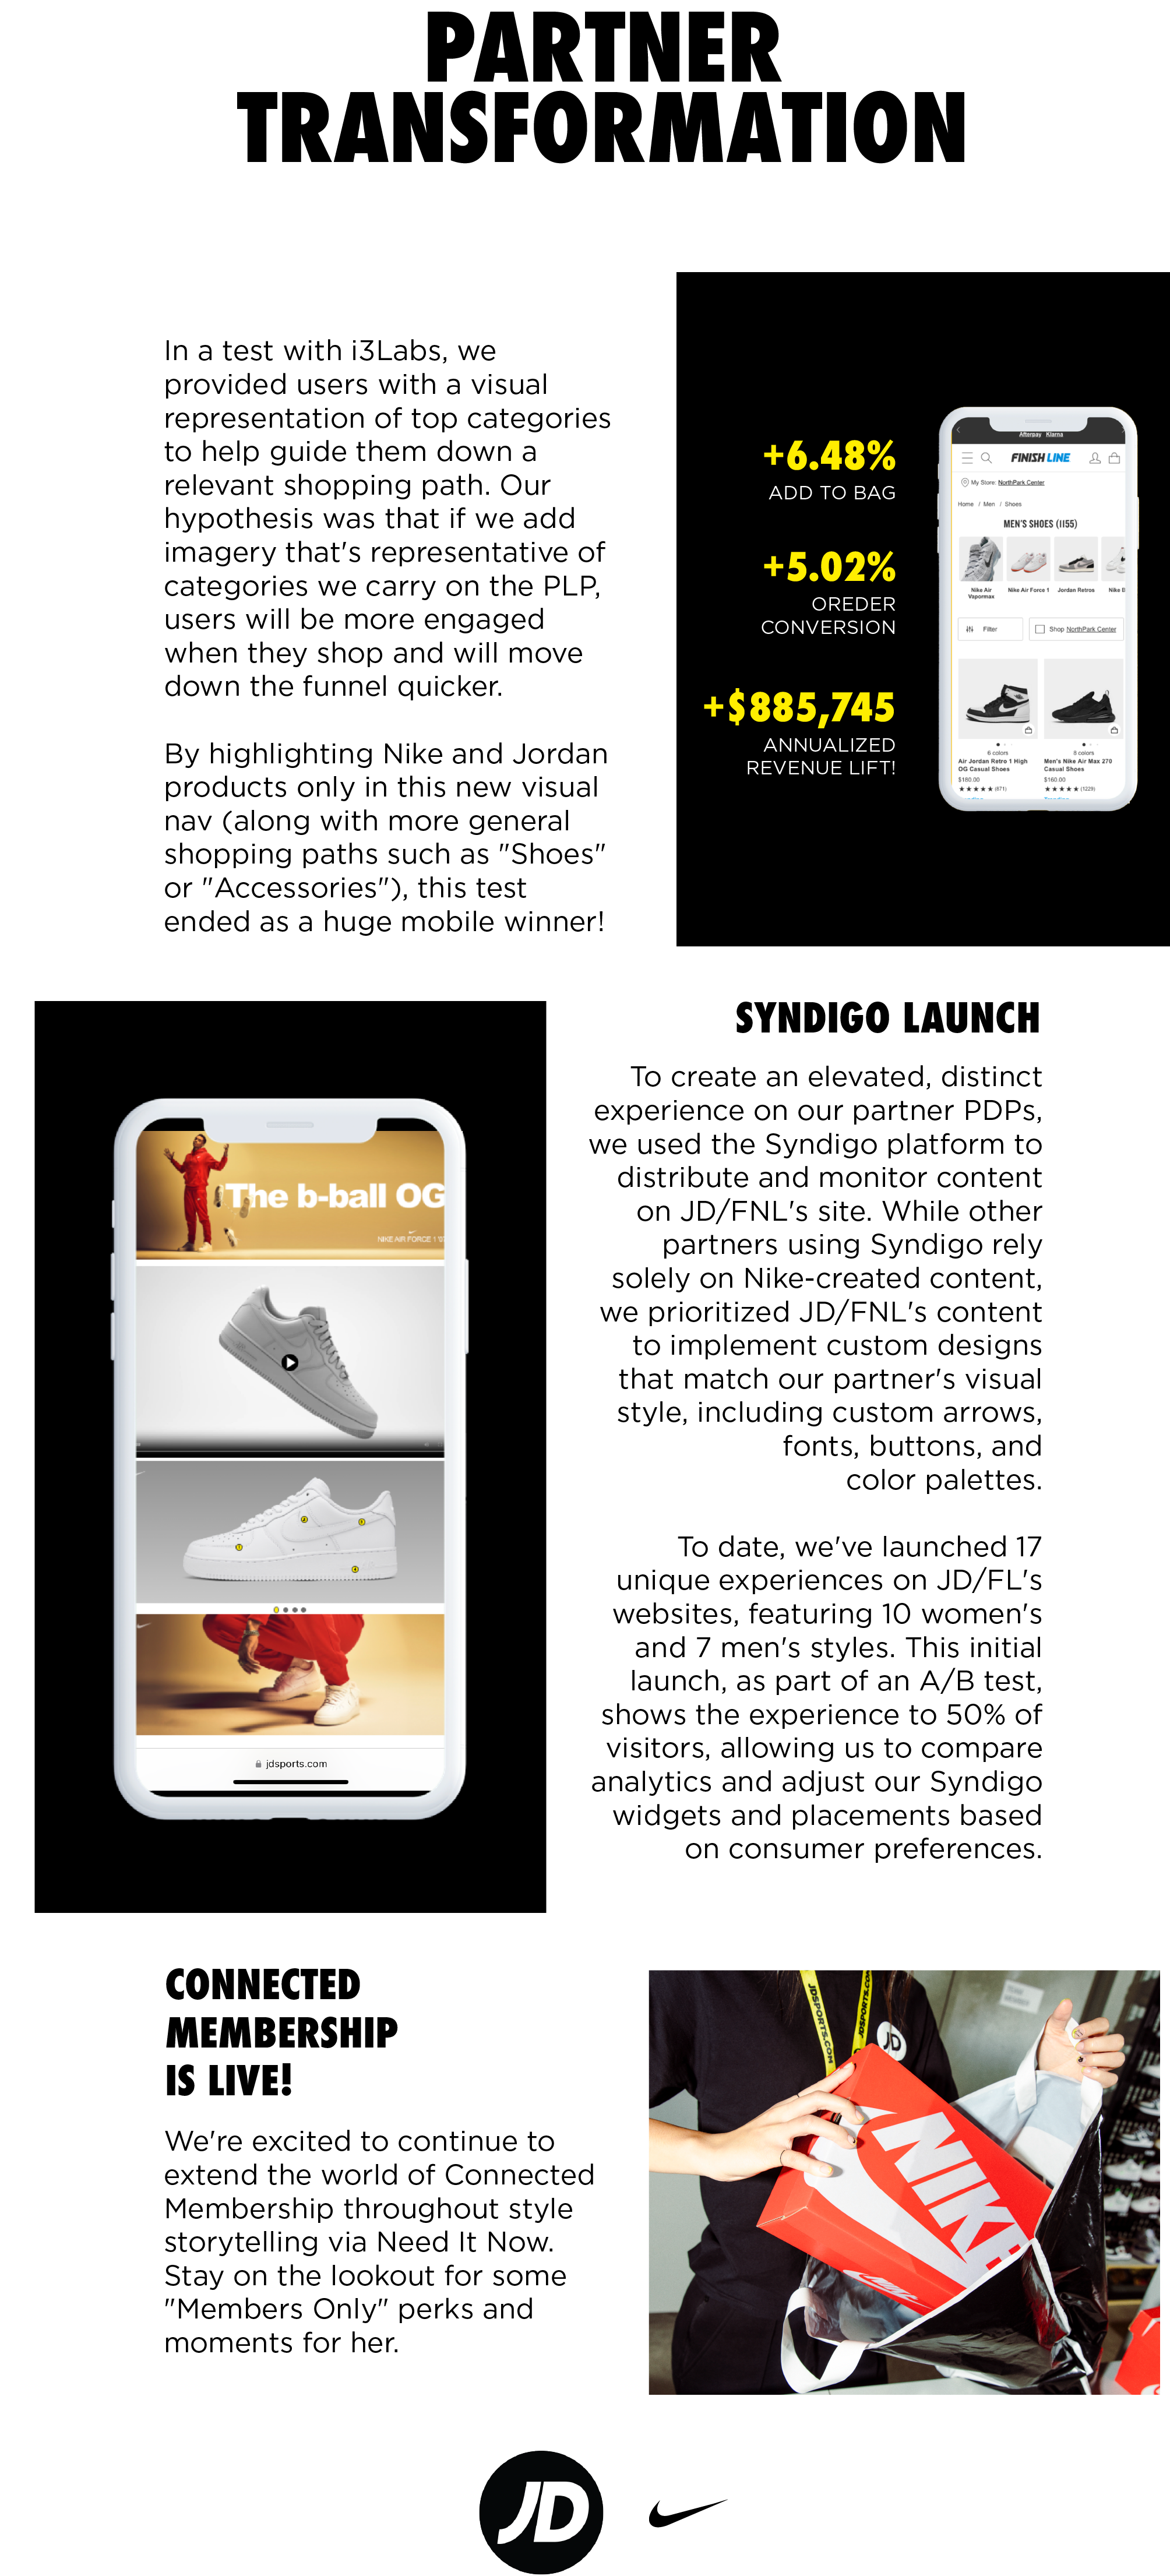 PARTNER
TRANSFORMATION
In a test with i3Labs, we
provided users with a visual
representation of top categories
to help guide them down a
relevant shopping path. Our
hypothesis was that if we add
imagery that's representative of
categories we carry on the PLP,
users will be more engaged
when they shop and will move
down the funnel quicker.
By highlighting Nike and Jordan
products only in this new visual
nav (along with more general
shopping paths such as "Shoes"
or "Accessories"), this test
ended as a huge mobile winner!
+6.48%
ADD TO BAG
+5.02%
OREDER
CONVERSION
+$885,745
ANNUALIZED
REVENUE LIFT!
Afterpay Klarna
FINISH LINE
My Store: NorthPark Center
Home / Men / Shoes
MEN'S SHOES (1155)
Nike Air Vapormax
Nike Air Force 1
Jordan Retros
Nike
Filter
Shop NorthPark Center
6 colors
8 colors
Air Jordan Retro 1 High OG Casual Shoes
Men's Nike Air Max 270 Casual Shoes
$180.00
$160.00
(871)
(1229)
SYNDIGO LAUNCH
To create an elevated, distinct
experience on our partner PDPs,
we used the Syndigo platform to
distribute and monitor content
on JD/FNL's site. While other
partners using Syndigo rely
solely on Nike-created content,
we prioritized JD/FNL's content
to implement custom designs
that match our partner's visual
style, including custom arrows,
fonts, buttons, and
color palettes.
To date, we've launched 17
unique experiences on JD/FL's
websites, featuring 10 women's
and 7 men's styles. This initial
launch, as part of an A/B test,
shows the experience to 50% of
visitors, allowing us to compare
analytics and adjust our Syndigo
widgets and placements based
on consumer preferences.
The b-ball OG
NIKE AIR FORCE 1
jdsports.com
CONNECTED
MEMBERSHIP
IS LIVE!
We're excited to continue to
extend the world of Connected
Membership throughout style
storytelling via Need It Now.
Stay on the lookout for some
"Members Only" perks and
moments for her.
JDSPORTS.COM
JDSPORTS.COM
JD
NIKE
JD